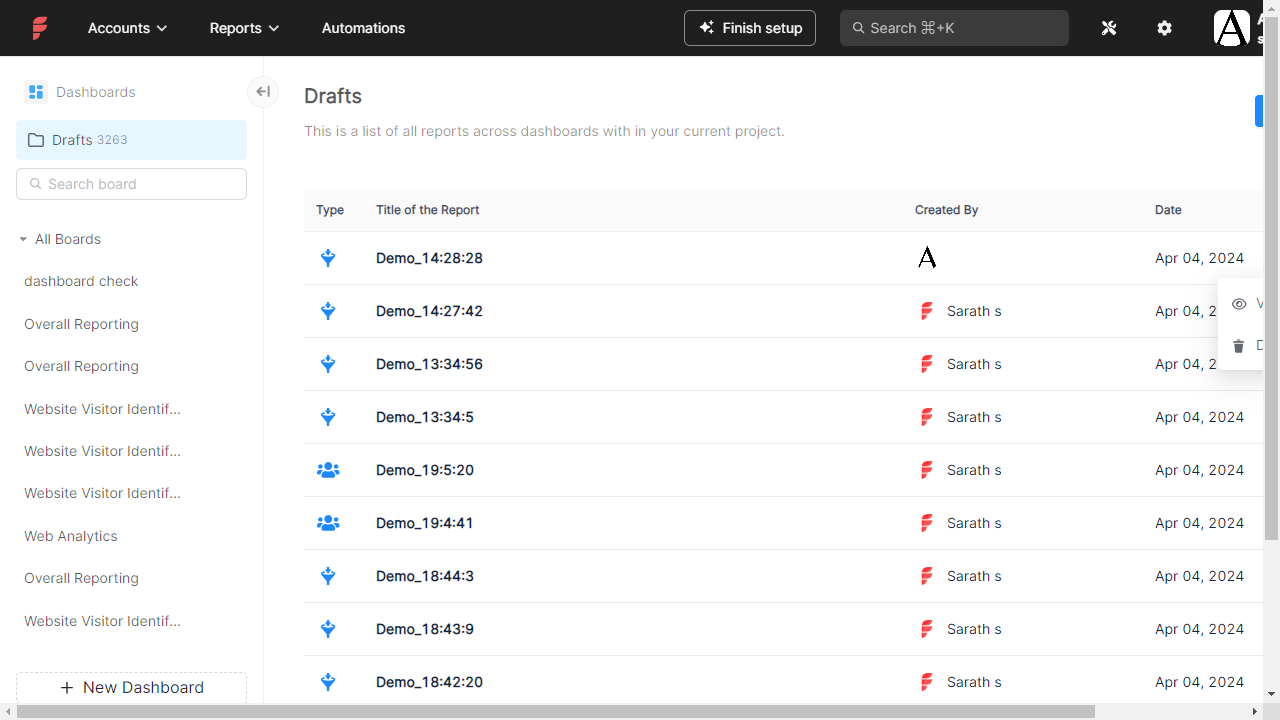 Accounts Reports Automations Finish setup Search ⌘+K
Dashboards
Drafts 3263
Search board
All Boards
dashboard check
Overall Reporting
Overall Reporting
Website Visitor Identif...
Website Visitor Identif...
Website Visitor Identif...
Web Analytics
Overall Reporting
Website Visitor Identif...
+ New Dashboard
Drafts
This is a list of all reports across dashboards with in your current project.
Type Title of the Report Created By Date
Demo_14:28:28 A Apr 04, 2024
Demo_14:27:42 Sarath s Apr 04, 2
Demo_13:34:56 Sarath s Apr 04, 2
Demo_13:34:5 Sarath s Apr 04, 2024
Demo_19:5:20 Sarath s Apr 04, 2024
Demo_19:4:41 Sarath s Apr 04, 2024
Demo_18:44:3 Sarath s Apr 04, 2024
Demo_18:43:9 Sarath s Apr 04, 2024
Demo_18:42:20 Sarath s Apr 04, 2024